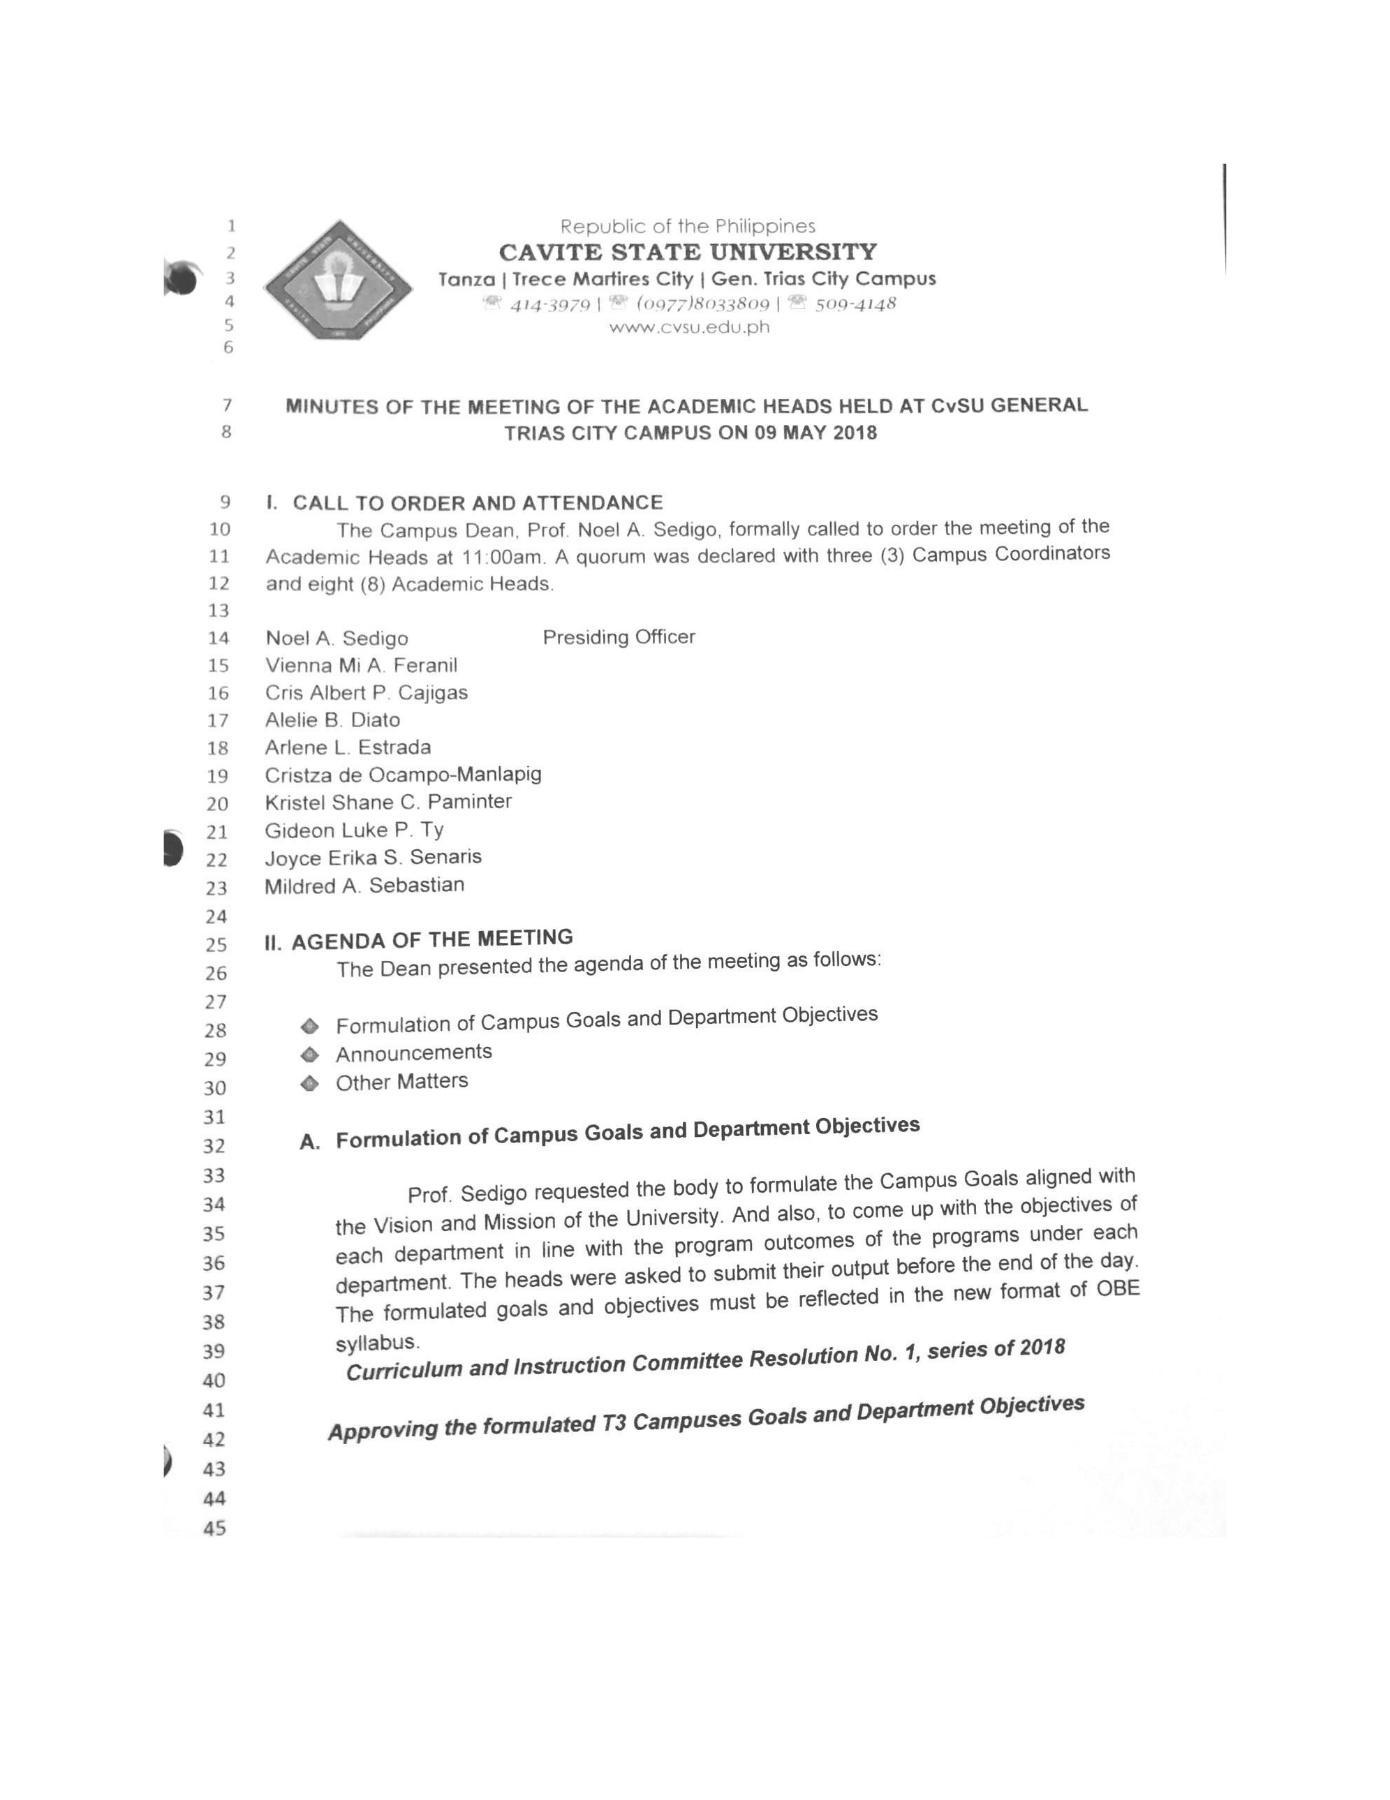 1 Republic of the Philippines
2 CAVITE STATE UNIVERSITY
3 Tanza | Trece Martires City | Gen. Trias City Campus
4 ☏ 414-3979 | ☏ (0977)8033809 | ☏ 509-4148
5 www.cvsu.edu.ph
6
7 MINUTES OF THE MEETING OF THE ACADEMIC HEADS HELD AT CvSU GENERAL
8 TRIAS CITY CAMPUS ON 09 MAY 2018
9 I. CALL TO ORDER AND ATTENDANCE
10 The Campus Dean, Prof. Noel A. Sedigo, formally called to order the meeting of the
11 Academic Heads at 11:00am. A quorum was declared with three (3) Campus Coordinators
12 and eight (8) Academic Heads.
13
14 Noel A. Sedigo Presiding Officer
15 Vienna Mi A. Feranil
16 Cris Albert P. Cajigas
17 Alelie B. Diato
18 Arlene L. Estrada
19 Cristza de Ocampo-Manlapig
20 Kristel Shane C. Paminter
21 Gideon Luke P. Ty
22 Joyce Erika S. Senaris
23 Mildred A. Sebastian
24
25 II. AGENDA OF THE MEETING
26 The Dean presented the agenda of the meeting as follows:
27
28 Formulation of Campus Goals and Department Objectives
29 Announcements
30 Other Matters
31
32 A. Formulation of Campus Goals and Department Objectives
33
34 Prof. Sedigo requested the body to formulate the Campus Goals aligned with
35 the Vision and Mission of the University. And also, to come up with the objectives of
36 each department in line with the program outcomes of the programs under each
37 department. The heads were asked to submit their output before the end of the day.
38 The formulated goals and objectives must be reflected in the new format of OBE
39 syllabus.
40 Curriculum and Instruction Committee Resolution No. 1, series of 2018
41
42 Approving the formulated T3 Campuses Goals and Department Objectives
43
44
45